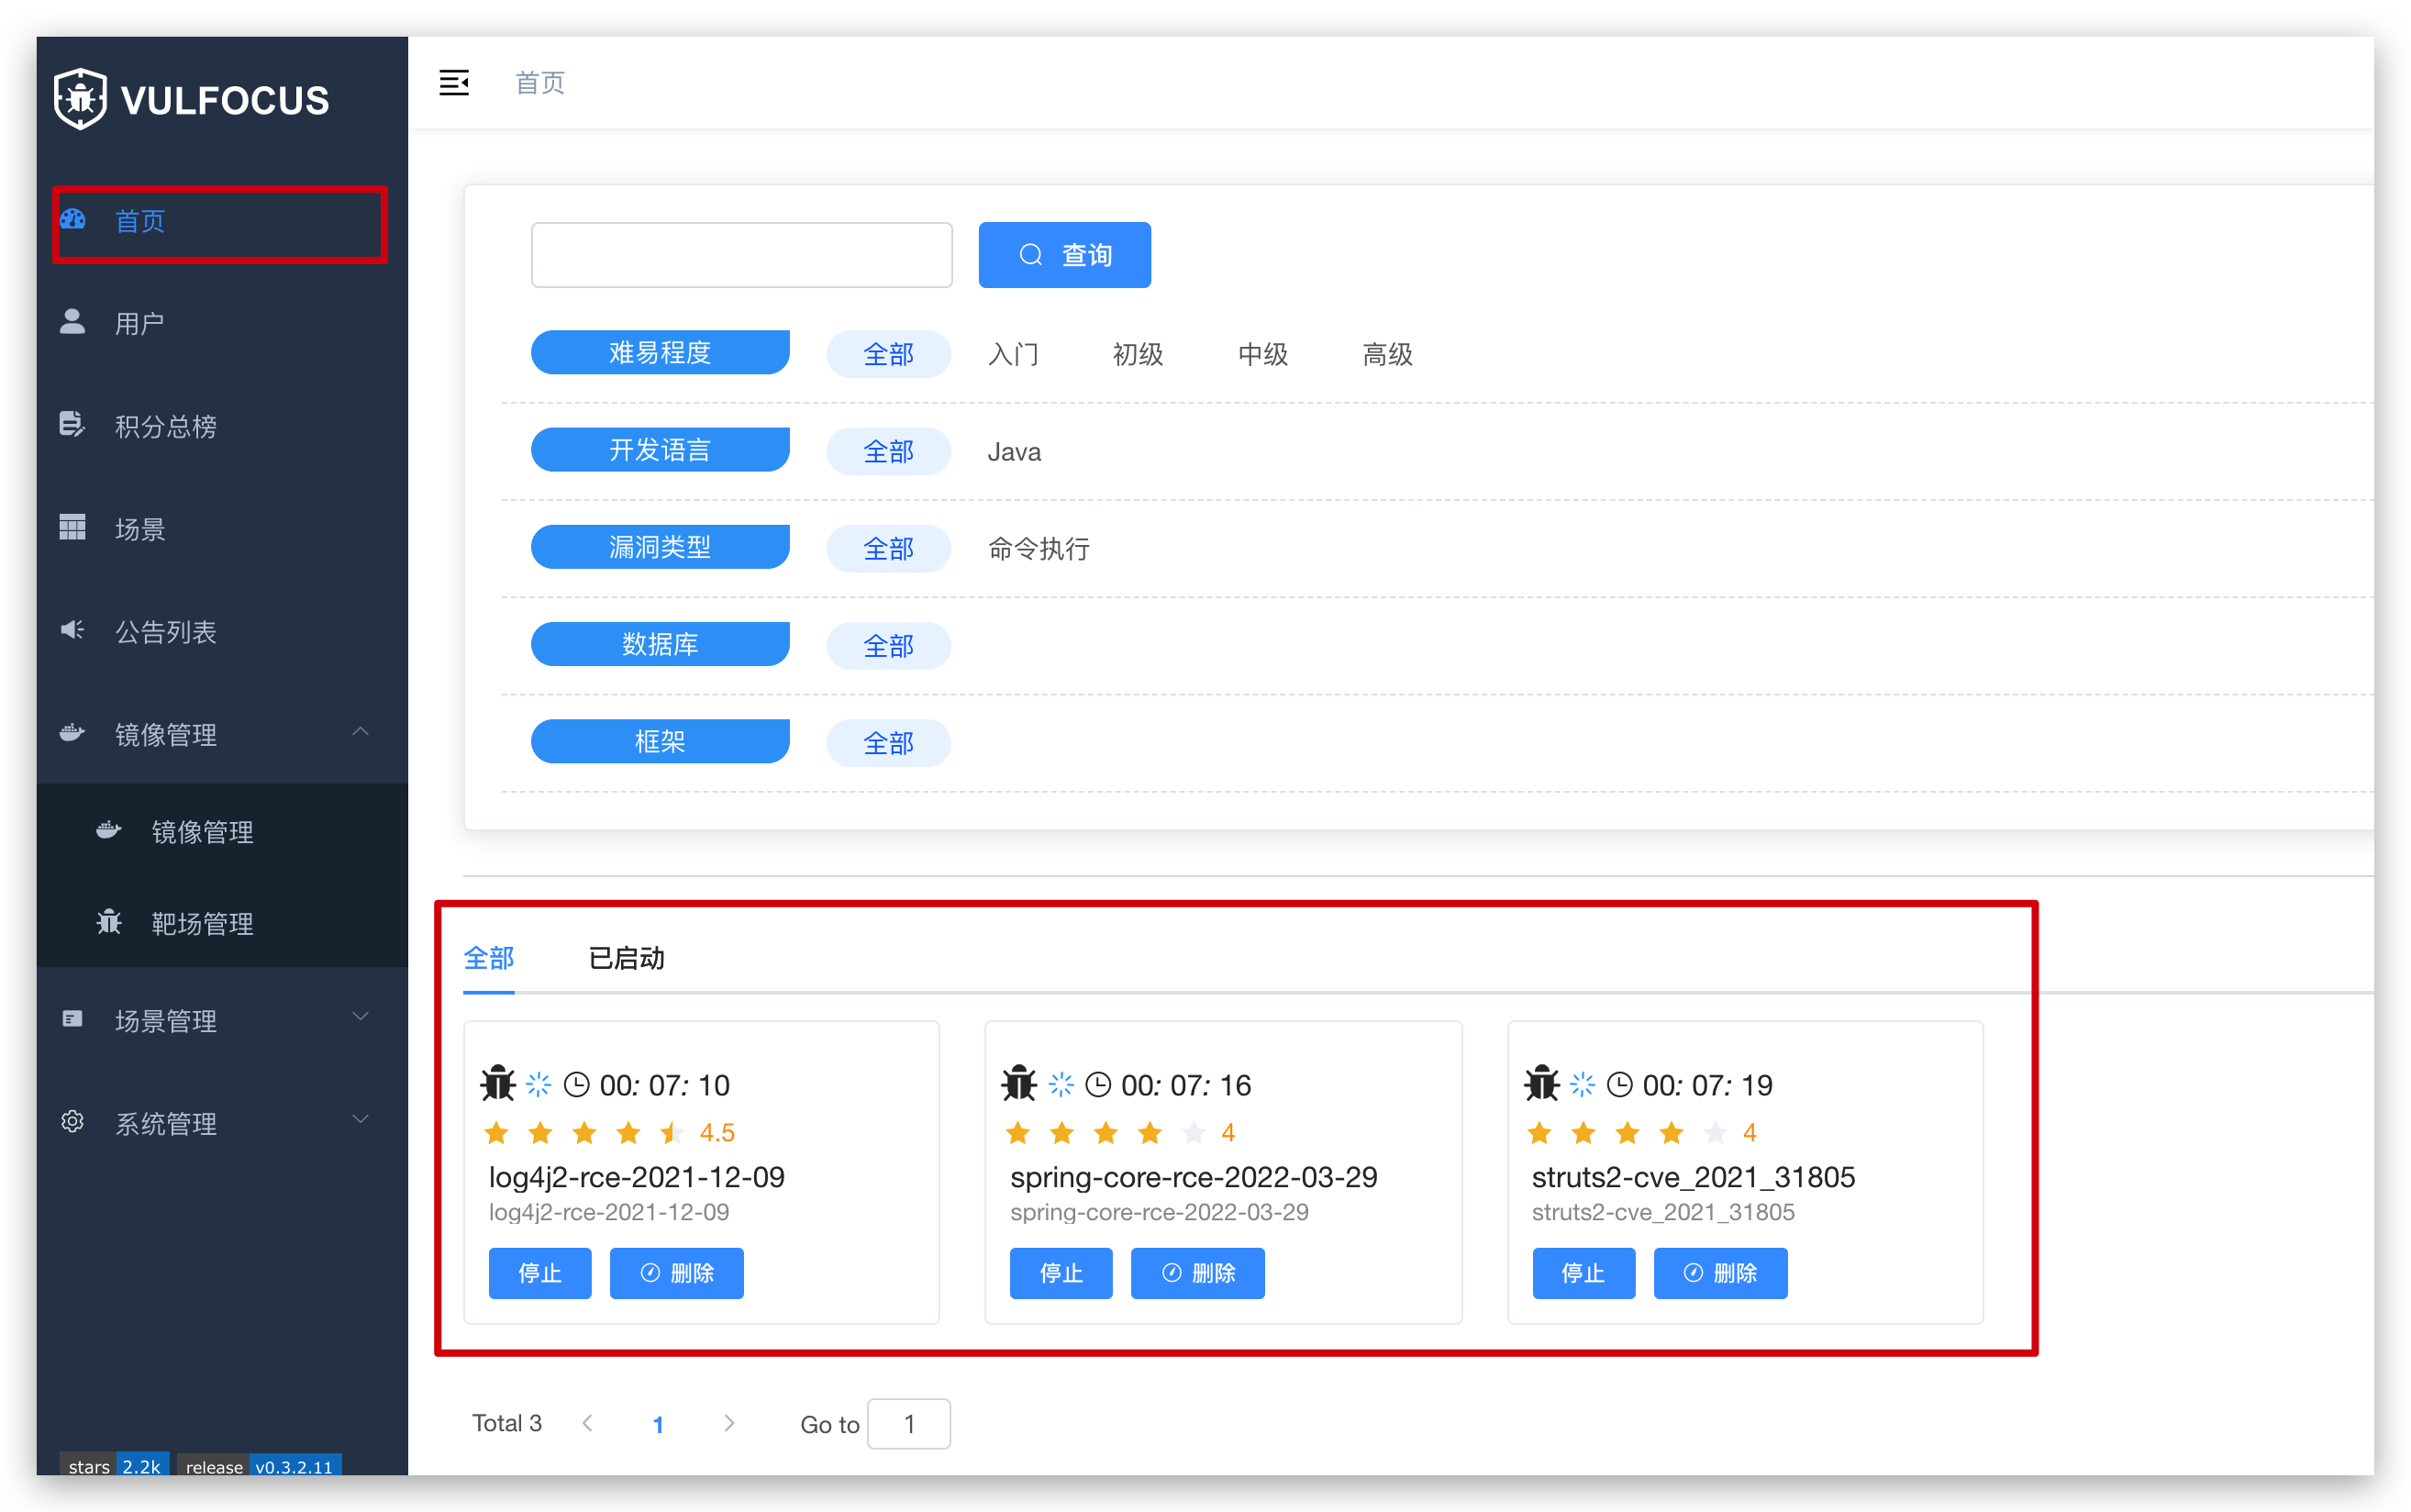 VULFOCUS
首页
用户
积分总榜
场景
公告列表
镜像管理
镜像管理
靶场管理
场景管理
系统管理
stars 2.2k release v0.3.2.11
首页
查询
难易程度 全部 入门 初级 中级 高级
开发语言 全部 Java
漏洞类型 全部 命令执行
数据库 全部
框架 全部
全部 已启动
00: 07: 10
4.5
log4j2-rce-2021-12-09
log4j2-rce-2021-12-09
停止 删除
00: 07: 16
4
spring-core-rce-2022-03-29
spring-core-rce-2022-03-29
停止 删除
00: 07: 19
4
struts2-cve_2021_31805
struts2-cve_2021_31805
停止 删除
Total 3 1 Go to 1